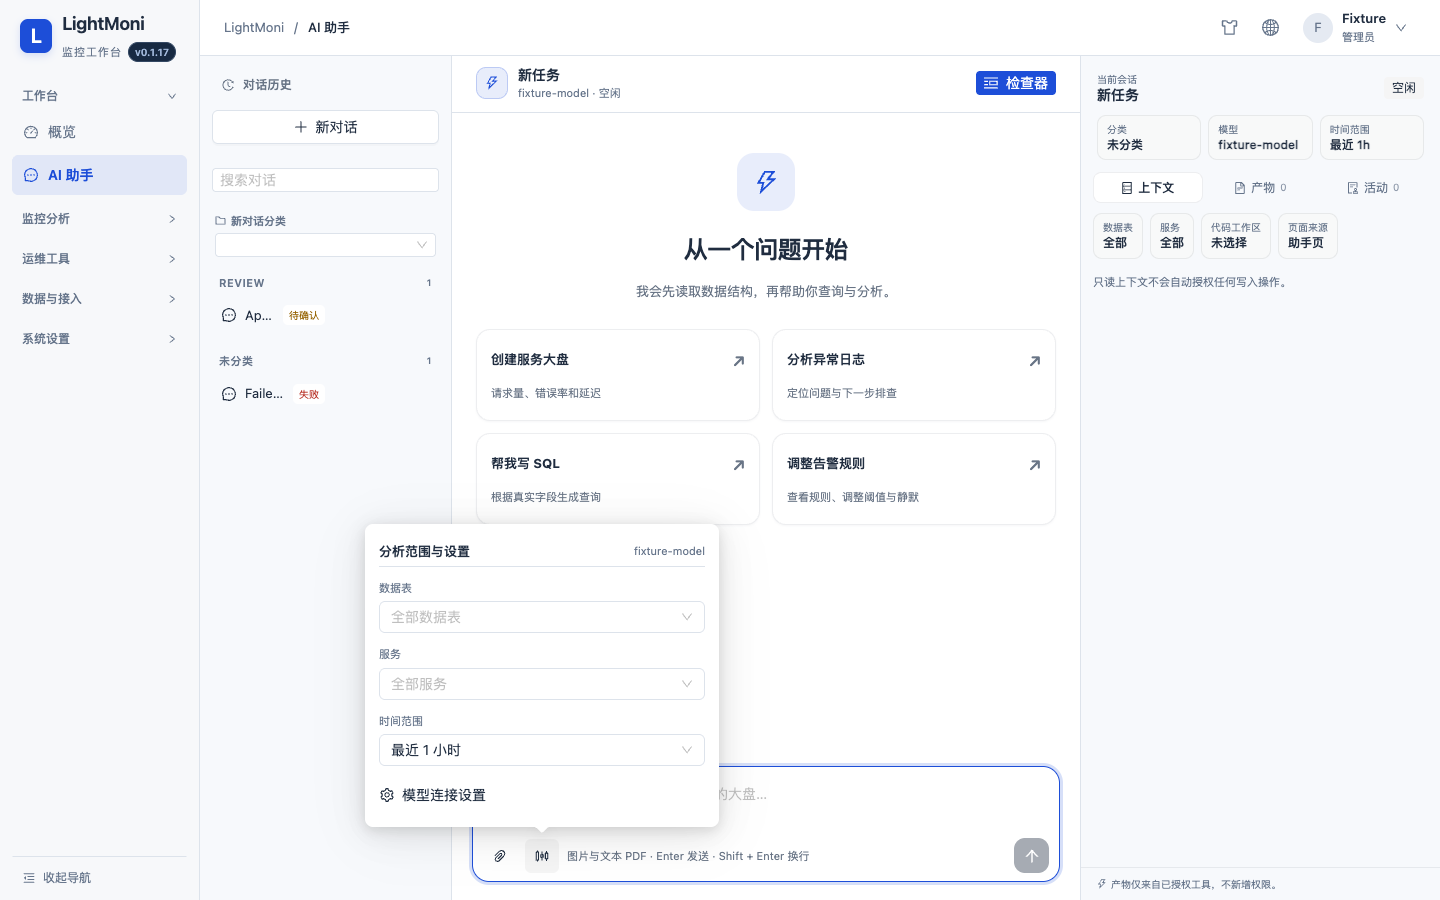 L
LightMoni
监控工作台 v0.1.17
工作台
概览
AI 助手
监控分析
运维工具
数据与接入
系统设置
收起导航
LightMoni / AI 助手
F
Fixture
管理员
对话历史
新对话
搜索对话
新对话分类
REVIEW 1
Ap... 待确认
未分类 1
Faile... 失败
新任务
fixture-model · 空闲
检查器
从一个问题开始
我会先读取数据结构，再帮助你查询与分析。
创建服务大盘
请求量、错误率和延迟
分析异常日志
定位问题与下一步排查
帮我写 SQL
根据真实字段生成查询
调整告警规则
查看规则、调整阈值与静默
分析范围与设置 fixture-model
数据表
全部数据表
服务
全部服务
时间范围
最近 1 小时
模型连接设置
的大盘...
图片与文本 PDF · Enter 发送 · Shift + Enter 换行
当前会话
新任务
空闲
分类
未分类
模型
fixture-model
时间范围
最近 1h
上下文
产物 0
活动 0
数据表
全部
服务
全部
代码工作区
未选择
页面来源
助手页
只读上下文不会自动授权任何写入操作。
产物仅来自已授权工具，不新增权限。